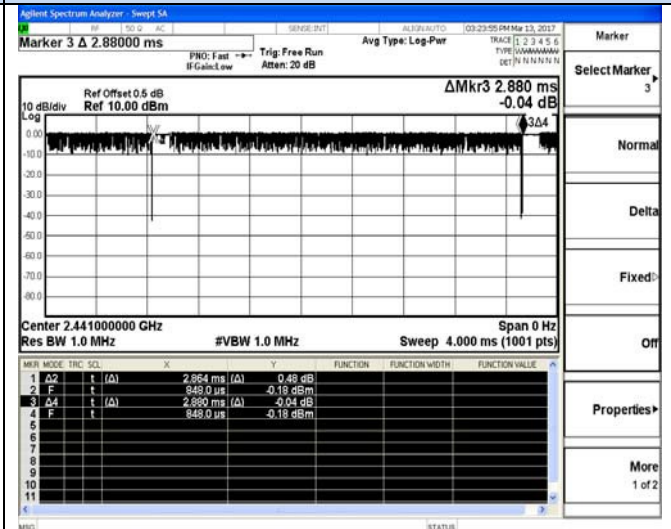 Agilent Spectrum Analyzer - Swept SA
RF 50 Ω AC SENSE:INT ALIGN AUTO 03:23:55 PM Mar 13, 2017
Marker 3 Δ 2.88000 ms
PNO: Fast
IFGain:Low
Trig: Free Run
Atten: 20 dB
Avg Type: Log-Pwr
TRACE 1 2 3 4 5 6
TYPE
DET N N N N N N
Ref Offset 0.5 dB
10 dB/div Ref 10.00 dBm
ΔMkr3 2.880 ms
-0.04 dB
Log
3Δ4
0.00
-10.0
-20.0
-30.0
-40.0
-50.0
-60.0
-70.0
-80.0
Center 2.441000000 GHz Span 0 Hz
Res BW 1.0 MHz #VBW 1.0 MHz Sweep 4.000 ms (1001 pts)
MKR MODE TRC SCL X Y FUNCTION FUNCTION WIDTH FUNCTION VALUE
1 Δ2 t (Δ) 2.864 ms (Δ) 0.48 dB
2 F t 848.0 us -0.18 dBm
3 Δ4 t (Δ) 2.880 ms (Δ) -0.04 dB
4 F t 848.0 us -0.18 dBm
5
6
7
8
9
10
11
MSG STATUS
Marker
Select Marker
3
Normal
Delta
Fixed
Off
Properties
More
1 of 2